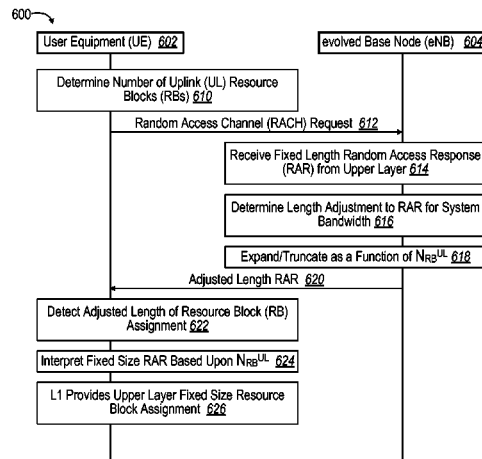 600
User Equipment (UE) 602
evolved Base Node (eNB) 604
Determine Number of Uplink (UL) Resource
Blocks (RBs) 610
Random Access Channel (RACH) Request 612
Receive Fixed Length Random Access Response
(RAR) from Upper Layer 614
Determine Length Adjustment to RAR for System
Bandwidth
616
Expand/Truncate as a Function of NRB^UL 618
Adjusted Length RAR 620
Detect Adjusted Length of Resource Block (RB)
Assignment 622
Interpret Fixed Size RAR Based Upon NRB^UL 624
L1 Provides Upper Layer Fixed Size Resource
Block Assignment 626